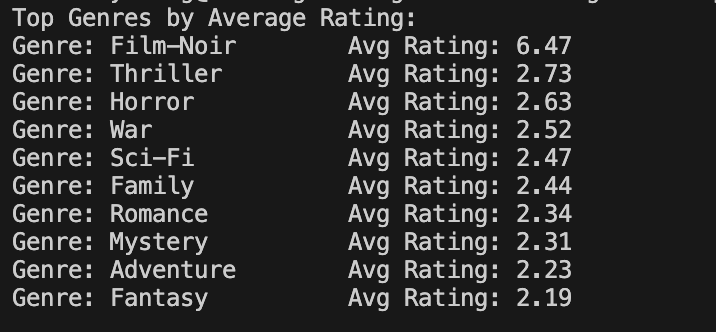 Top Genres by Average Rating:
Genre: Film-Noir        Avg Rating: 6.47
Genre: Thriller         Avg Rating: 2.73
Genre: Horror           Avg Rating: 2.63
Genre: War              Avg Rating: 2.52
Genre: Sci-Fi           Avg Rating: 2.47
Genre: Family           Avg Rating: 2.44
Genre: Romance          Avg Rating: 2.34
Genre: Mystery          Avg Rating: 2.31
Genre: Adventure        Avg Rating: 2.23
Genre: Fantasy          Avg Rating: 2.19